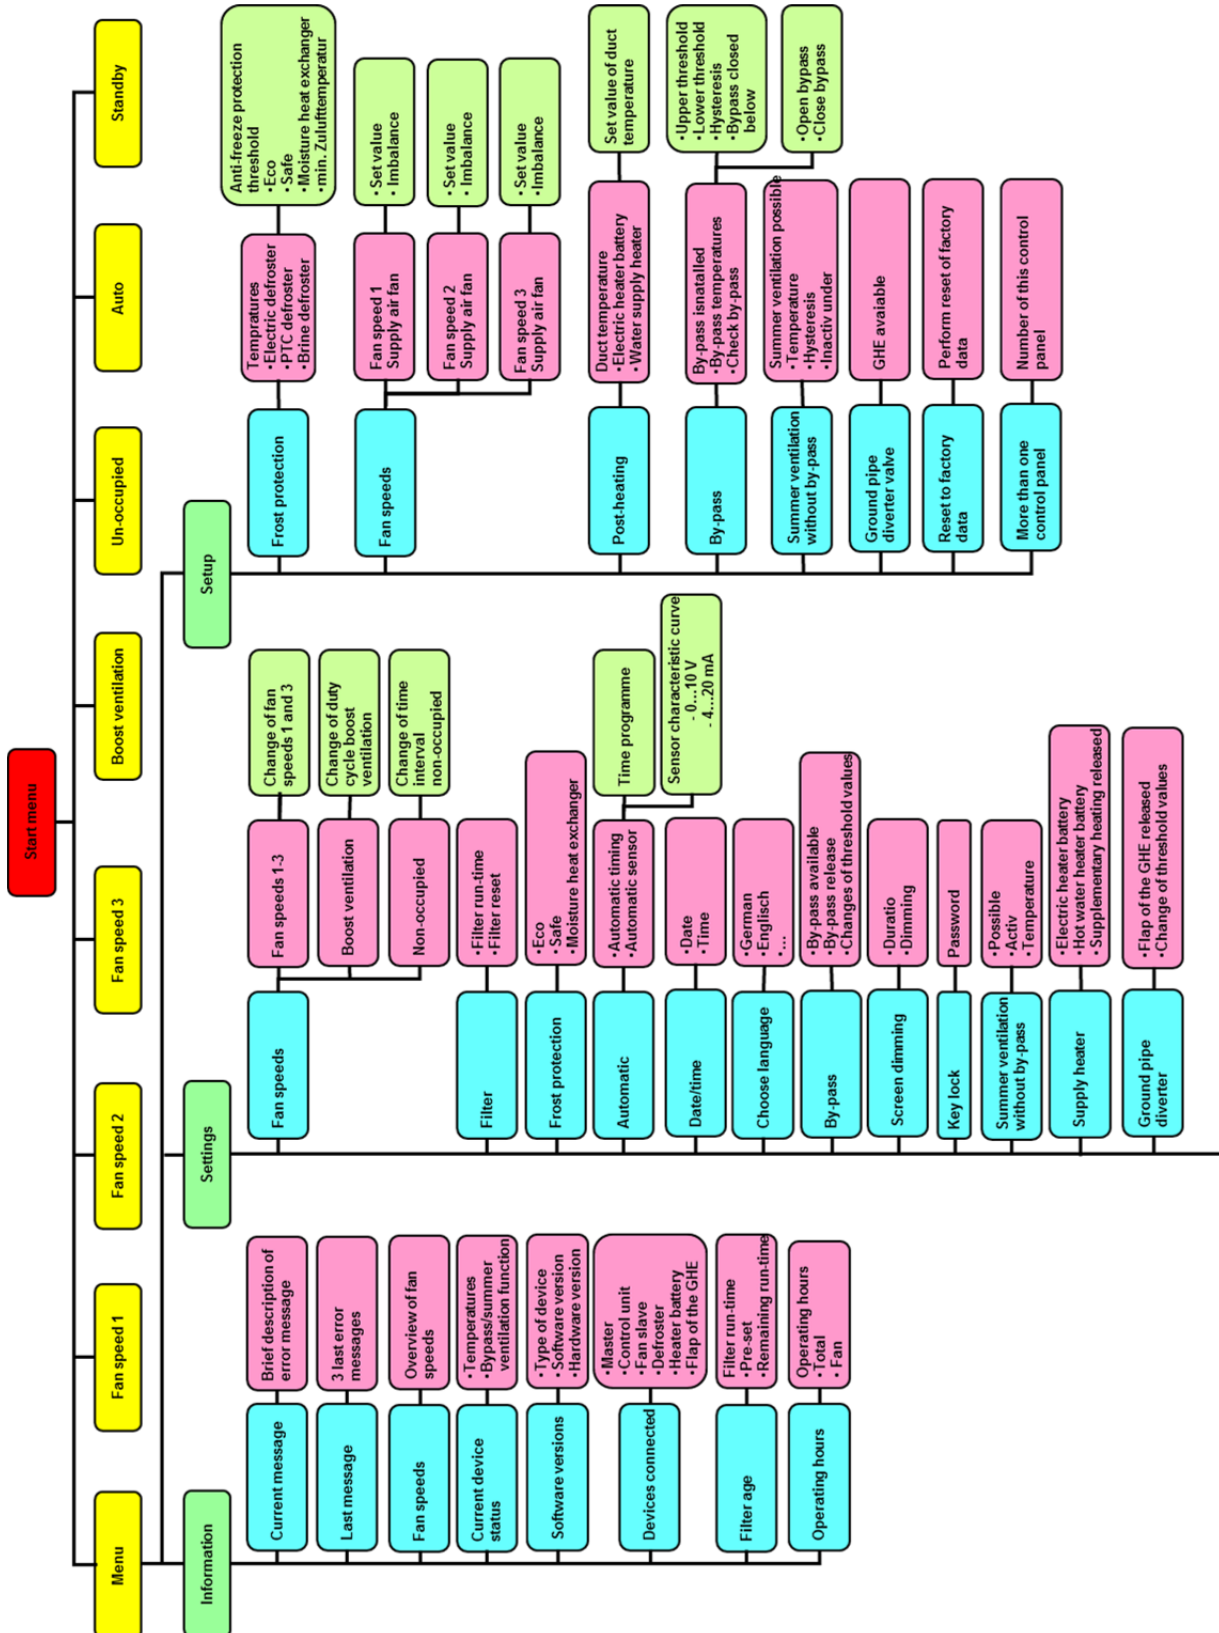 Start menu
Menu
Fan speed 1
Fan speed 2
Fan speed 3
Boost ventilation
Un-occupied
Auto
Standby
Information
Settings
Setup
Current message
Brief description of
error message
Last message
3 last error
messages
Fan speeds
Overview of fan
speeds
Current device
status
•Temperatures
•Bypass/summer
ventilation function
Software versions
•Type of device
•Software version
•Hardware version
Devices connected
•Master
•Control unit
•Fan slave
•Defroster
•Heater battery
•Flap of the GHE
Filter age
Filter run-time
•Pre-set
•Remaining run-time
Operating hours
Operating hours
•Total
•Fan
Fan speeds
Fan speeds 1-3
Change of fan
speeds 1 and 3
Boost ventilation
Change of duty
cycle boost
ventilation
Non-occupied
Change of time
interval
non-occupied
Filter
•Filter run-time
•Filter reset
Frost protection
•Eco
•Safe
•Moisture heat exchanger
Automatic
•Automatic timing
•Automatic sensor
Time programme
Sensor characteristic curve
- 0...10 V
- 4...20 mA
Date/time
•Date
•Time
Choose language
•German
•Englisch
•...
By-pass
•By-pass available
•By-pass release
•Changes of threshold values
Screen dimming
•Duratio
•Dimming
Key lock
Password
Summer ventilation
without by-pass
•Possible
•Activ
•Temperature
Supply heater
•Electric heater battery
•Hot water heater battery
•Supplementary heating released
Ground pipe
diverter
•Flap of the GHE released
•Change of threshold values
Frost protection
Tempratures
•Electric defroster
•PTC defroster
•Brine defroster
Anti-freeze protection
threshold
•Eco
•Safe
•Moisture heat exchanger
•min. Zulufttemperatur
Fan speeds
Fan speed 1
Supply air fan
•Set value
•Imbalance
Fan speed 2
Supply air fan
•Set value
•Imbalance
Fan speed 3
Supply air fan
•Set value
•Imbalance
Post-heating
Duct temperature
•Electric heater battery
•Water supply heater
Set value of duct
temperature
By-pass
By-pass isnatalled
•By-pass temperatures
•Check by-pass
•Upper threshold
•Lower threshold
•Hysteresis
•Bypass closed
below
•Open bypass
•Close bypass
Summer ventilation
without by-pass
Summer ventilation possible
•Temperature
•Hysteresis
•Inactiv under
Ground pipe
diverter valve
GHE avaiable
Reset to factory
data
Perform reset of factory
data
More than one
control panel
Number of this control
panel